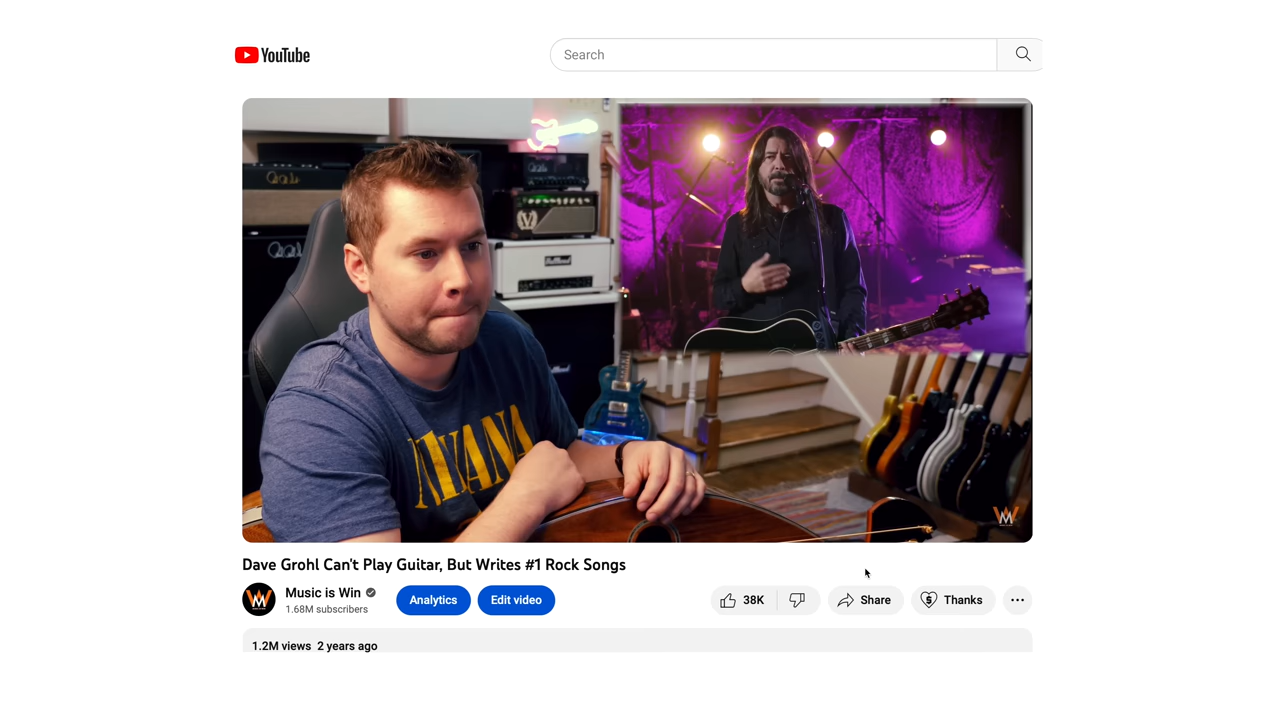 YouTube
Search
NIRVANA
Dave Grohl Can't Play Guitar, But Writes #1 Rock Songs
Music is Win
1.68M subscribers
Analytics
Edit video
38K
Share
Thanks
1.2M views 2 years ago